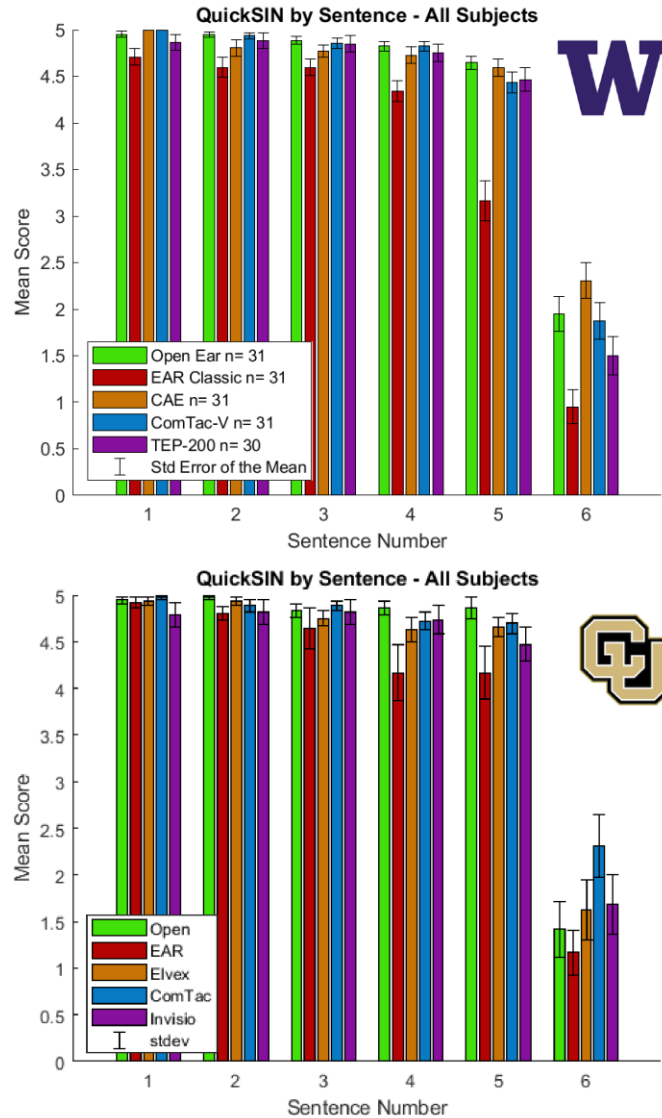 QuickSIN by Sentence - All Subjects
5
4.5
4
3.5
3
2.5
2
1.5
1
0.5
0
Mean Score
Open Ear n= 31
EAR Classic n= 31
CAE n= 31
ComTac-V n= 31
TEP-200 n= 30
Std Error of the Mean
1 2 3 4 5 6
Sentence Number
W
QuickSIN by Sentence - All Subjects
5
4.5
4
3.5
3
2.5
2
1.5
1
0.5
0
Mean Score
Open
EAR
Elvex
ComTac
Invisio
stdev
1 2 3 4 5 6
Sentence Number
CU